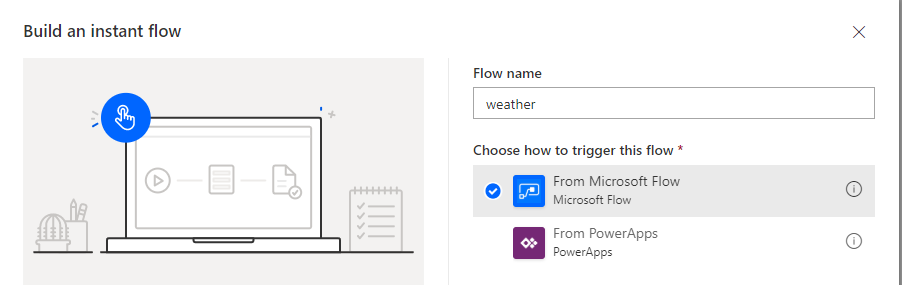 Build an instant flow
Flow name
weather
Choose how to trigger this flow *
From Microsoft Flow
Microsoft Flow
From PowerApps
PowerApps